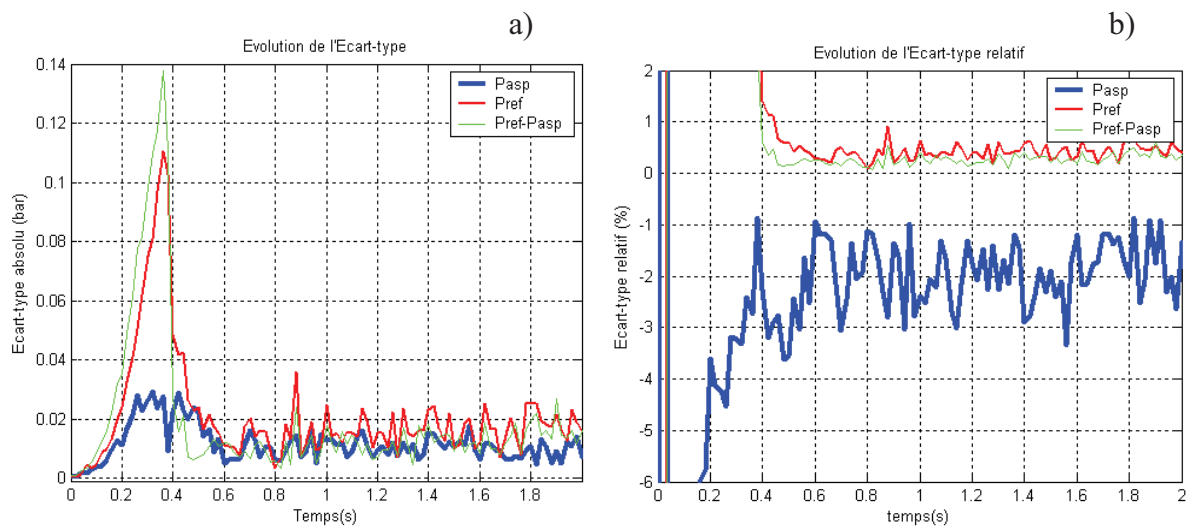 a)
Evolution de l'Ecart-type
Ecart-type absolu (bar)
0.14
0.12
0.1
0.08
0.06
0.04
0.02
0
0
0.2
0.4
0.6
0.8
1
1.2
1.4
1.6
1.8
Temps(s)
Pasp
Pref
Pref-Pasp
b)
Evolution de l'Ecart-type relatif
Ecart-type relatif (%)
2
1
0
-1
-2
-3
-4
-5
-6
0
0.2
0.4
0.6
0.8
1
1.2
1.4
1.6
1.8
2
temps(s)
Pasp
Pref
Pref-Pasp